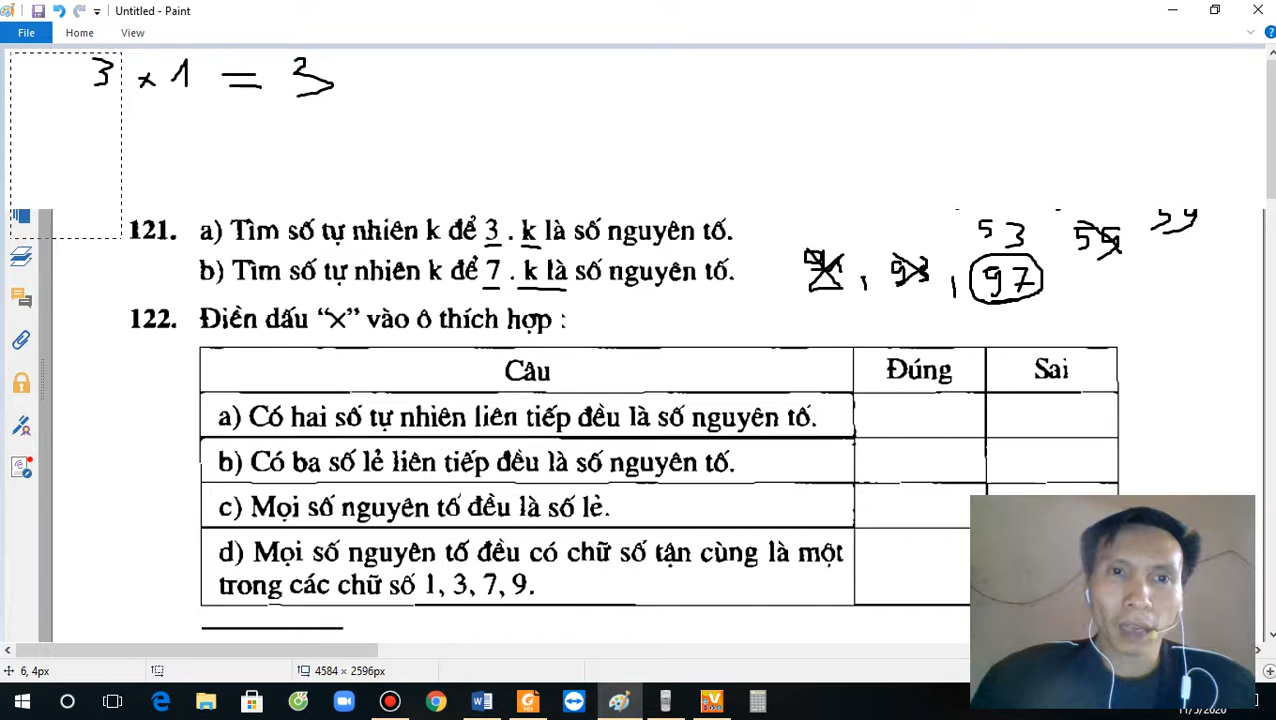 Untitled - Paint
File Home View
3 × 1 = 3
121. a) Tìm số tự nhiên k để 3 . k là số nguyên tố.
b) Tìm số tự nhiên k để 7 . k là số nguyên tố.
53 59
, 93 , 97
122. Điền dấu “×” vào ô thích hợp :
Câu Đúng Sai
a) Có hai số tự nhiên liên tiếp đều là số nguyên tố.
b) Có ba số lẻ liên tiếp đều là số nguyên tố.
c) Mọi số nguyên tố đều là số lẻ.
d) Mọi số nguyên tố đều có chữ số tận cùng là một
trong các chữ số 1, 3, 7, 9.
6, 4px 4584 × 2596px
11/3/2020